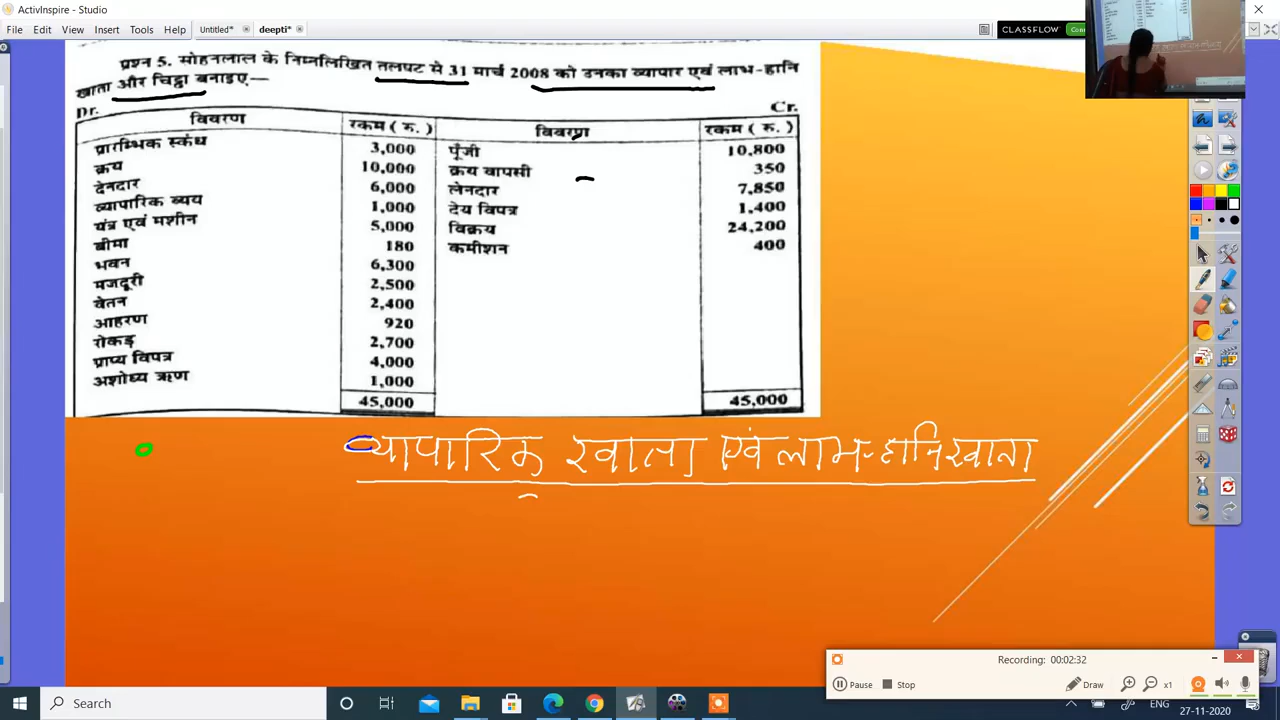 ActivInspire - Studio
File Edit View Insert Tools Help Untitled* deepti* CLASSFLOW
प्रश्न 5. सोहनलाल के निम्नलिखित तलपट से 31 मार्च 2008 को उनका व्यापार एवं लाभ-हानि
खाता और चिट्ठा बनाइए—
Dr. Cr.
विवरण रकम ( रु. ) विवरण रकम ( रु. )
प्रारम्भिक स्कंध 3,000 पूँजी 10,800
क्रय 10,000 क्रय वापसी 350
देनदार 6,000 लेनदार 7,850
व्यापारिक व्यय 1,000 देय विपत्र 1,400
यंत्र एवं मशीन 5,000 विक्रय 24,200
बीमा 180 कमीशन 400
भवन 6,300
मजदूरी 2,500
वेतन 2,400
आहरण 920
रोकड़ 2,700
प्राप्य विपत्र 4,000
अशोध्य ऋण 1,000
45,000 45,000
व्यापारिक खाता एवं लाभ-हानि खाता
Recording: 00:02:32
Pause Stop Draw x1
Search ENG 27-11-2020